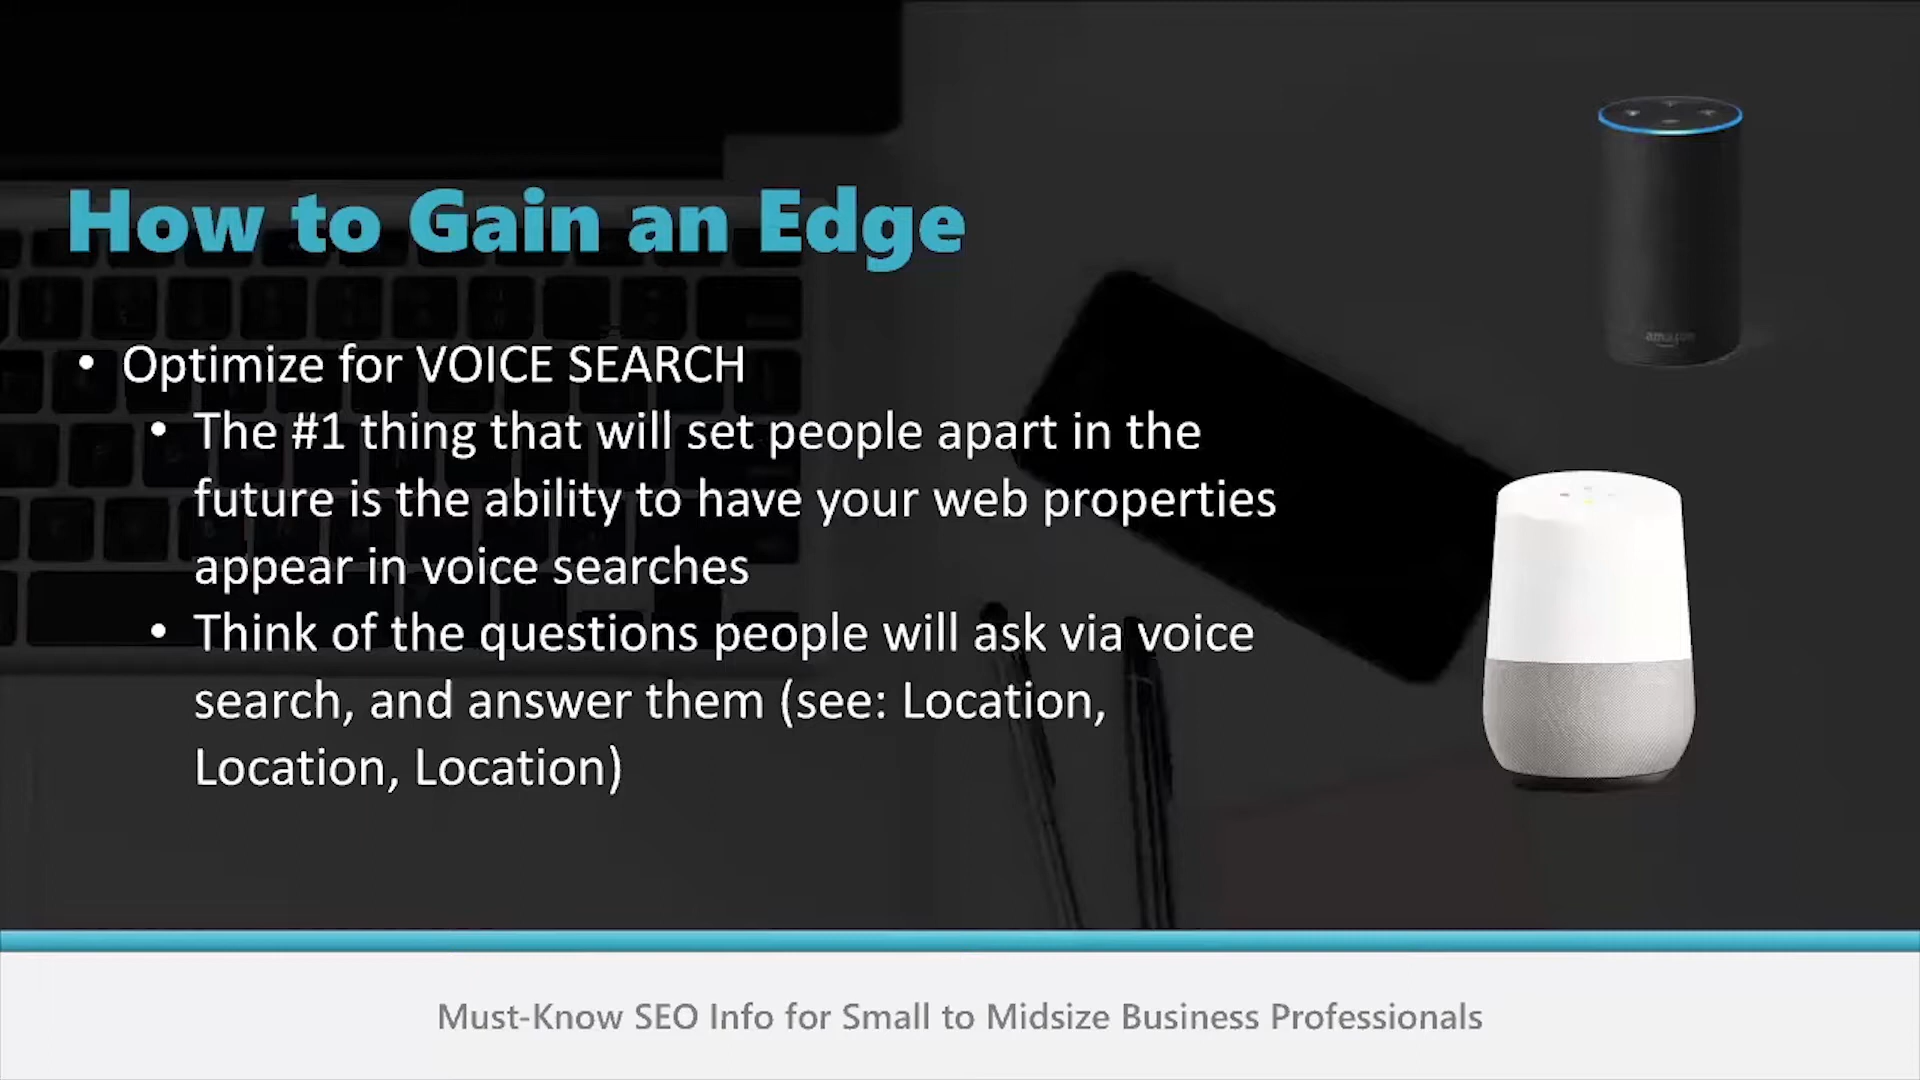 How to Gain an Edge
• Optimize for VOICE SEARCH
• The #1 thing that will set people apart in the
future is the ability to have your web properties
appear in voice searches
• Think of the questions people will ask via voice
search, and answer them (see: Location,
Location, Location)
amazon
Must-Know SEO Info for Small to Midsize Business Professionals